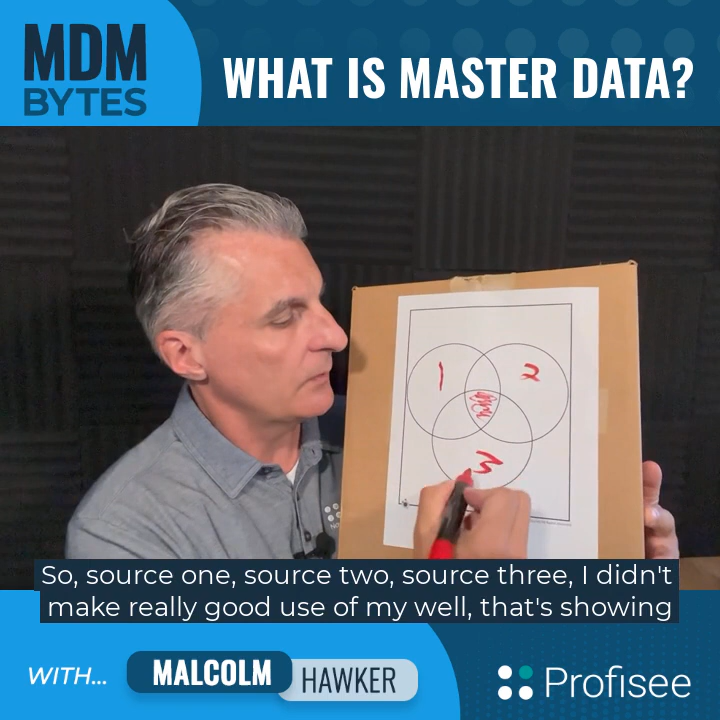 MDM
BYTES
WHAT IS MASTER DATA?
1
2
3
So, source one, source two, source three, I didn't
make really good use of my well, that's showing
WITH...
MALCOLM
HAWKER
Profisee